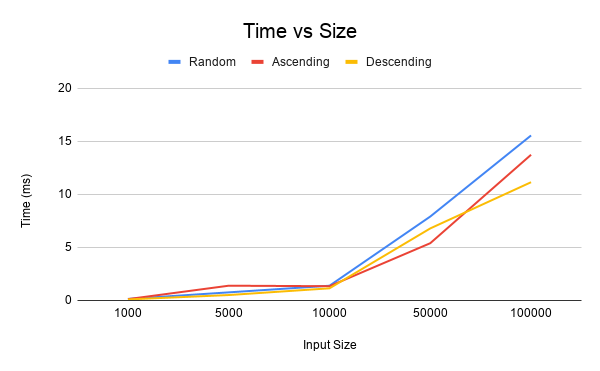 Time vs Size
Random Ascending Descending
20
15
10
5
0
Time (ms)
1000 5000 10000 50000 100000
Input Size